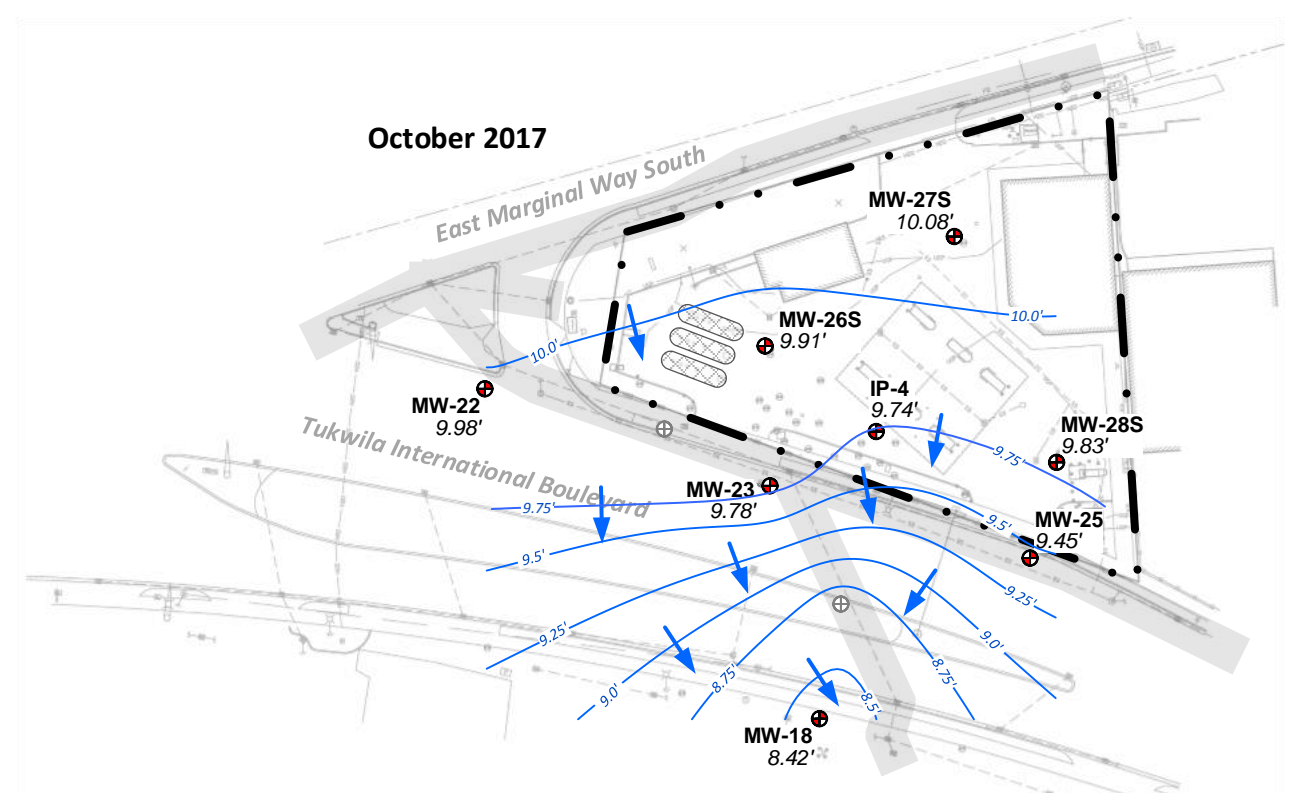 October 2017
East Marginal Way South
MW-27S
10.08'
10.0'
MW-26S
9.91'
10.0'
IP-4
9.74'
MW-22
9.98'
Tukwila International Boulevard
MW-28S
9.83'
9.75'
MW-23
9.78'
9.75'
MW-25
9.45'
9.5'
9.5'
9.25'
9.25'
9.0'
9.0'
8.75'
8.75'
8.5'
MW-18
8.42'